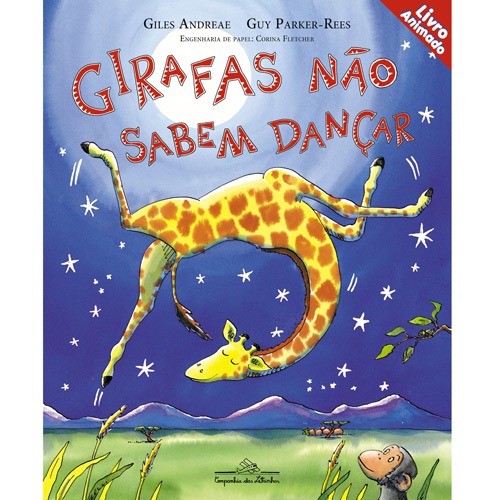 GILES ANDREAE GUY PARKER-REES
ENGENHARIA DE PAPEL: CORINA FLETCHER
Livro
Animado
GIRAFAS NÃO
SABEM DANÇAR
Companhia das Letrinhas